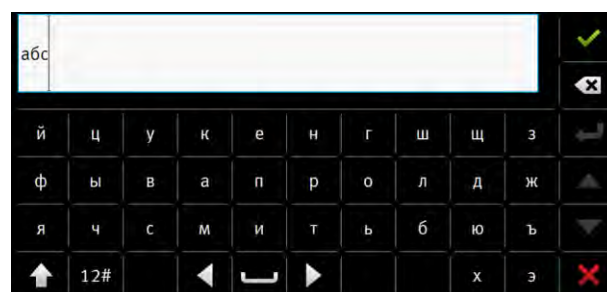 абс
й ц у к е н г ш щ з
ф ы в а п р о л д ж
я ч с м и т ь б ю ъ
12# х э